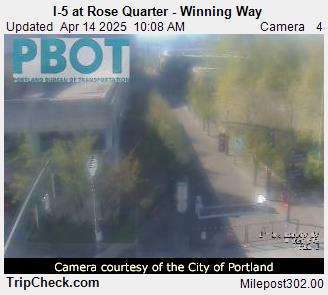 I-5 at Rose Quarter - Winning Way
Updated Apr 14 2025 10:08 AM Camera 4
PBOT
PORTLAND BUREAU OF TRANSPORTATION
Camera courtesy of the City of Portland
TripCheck.com Milepost302.00